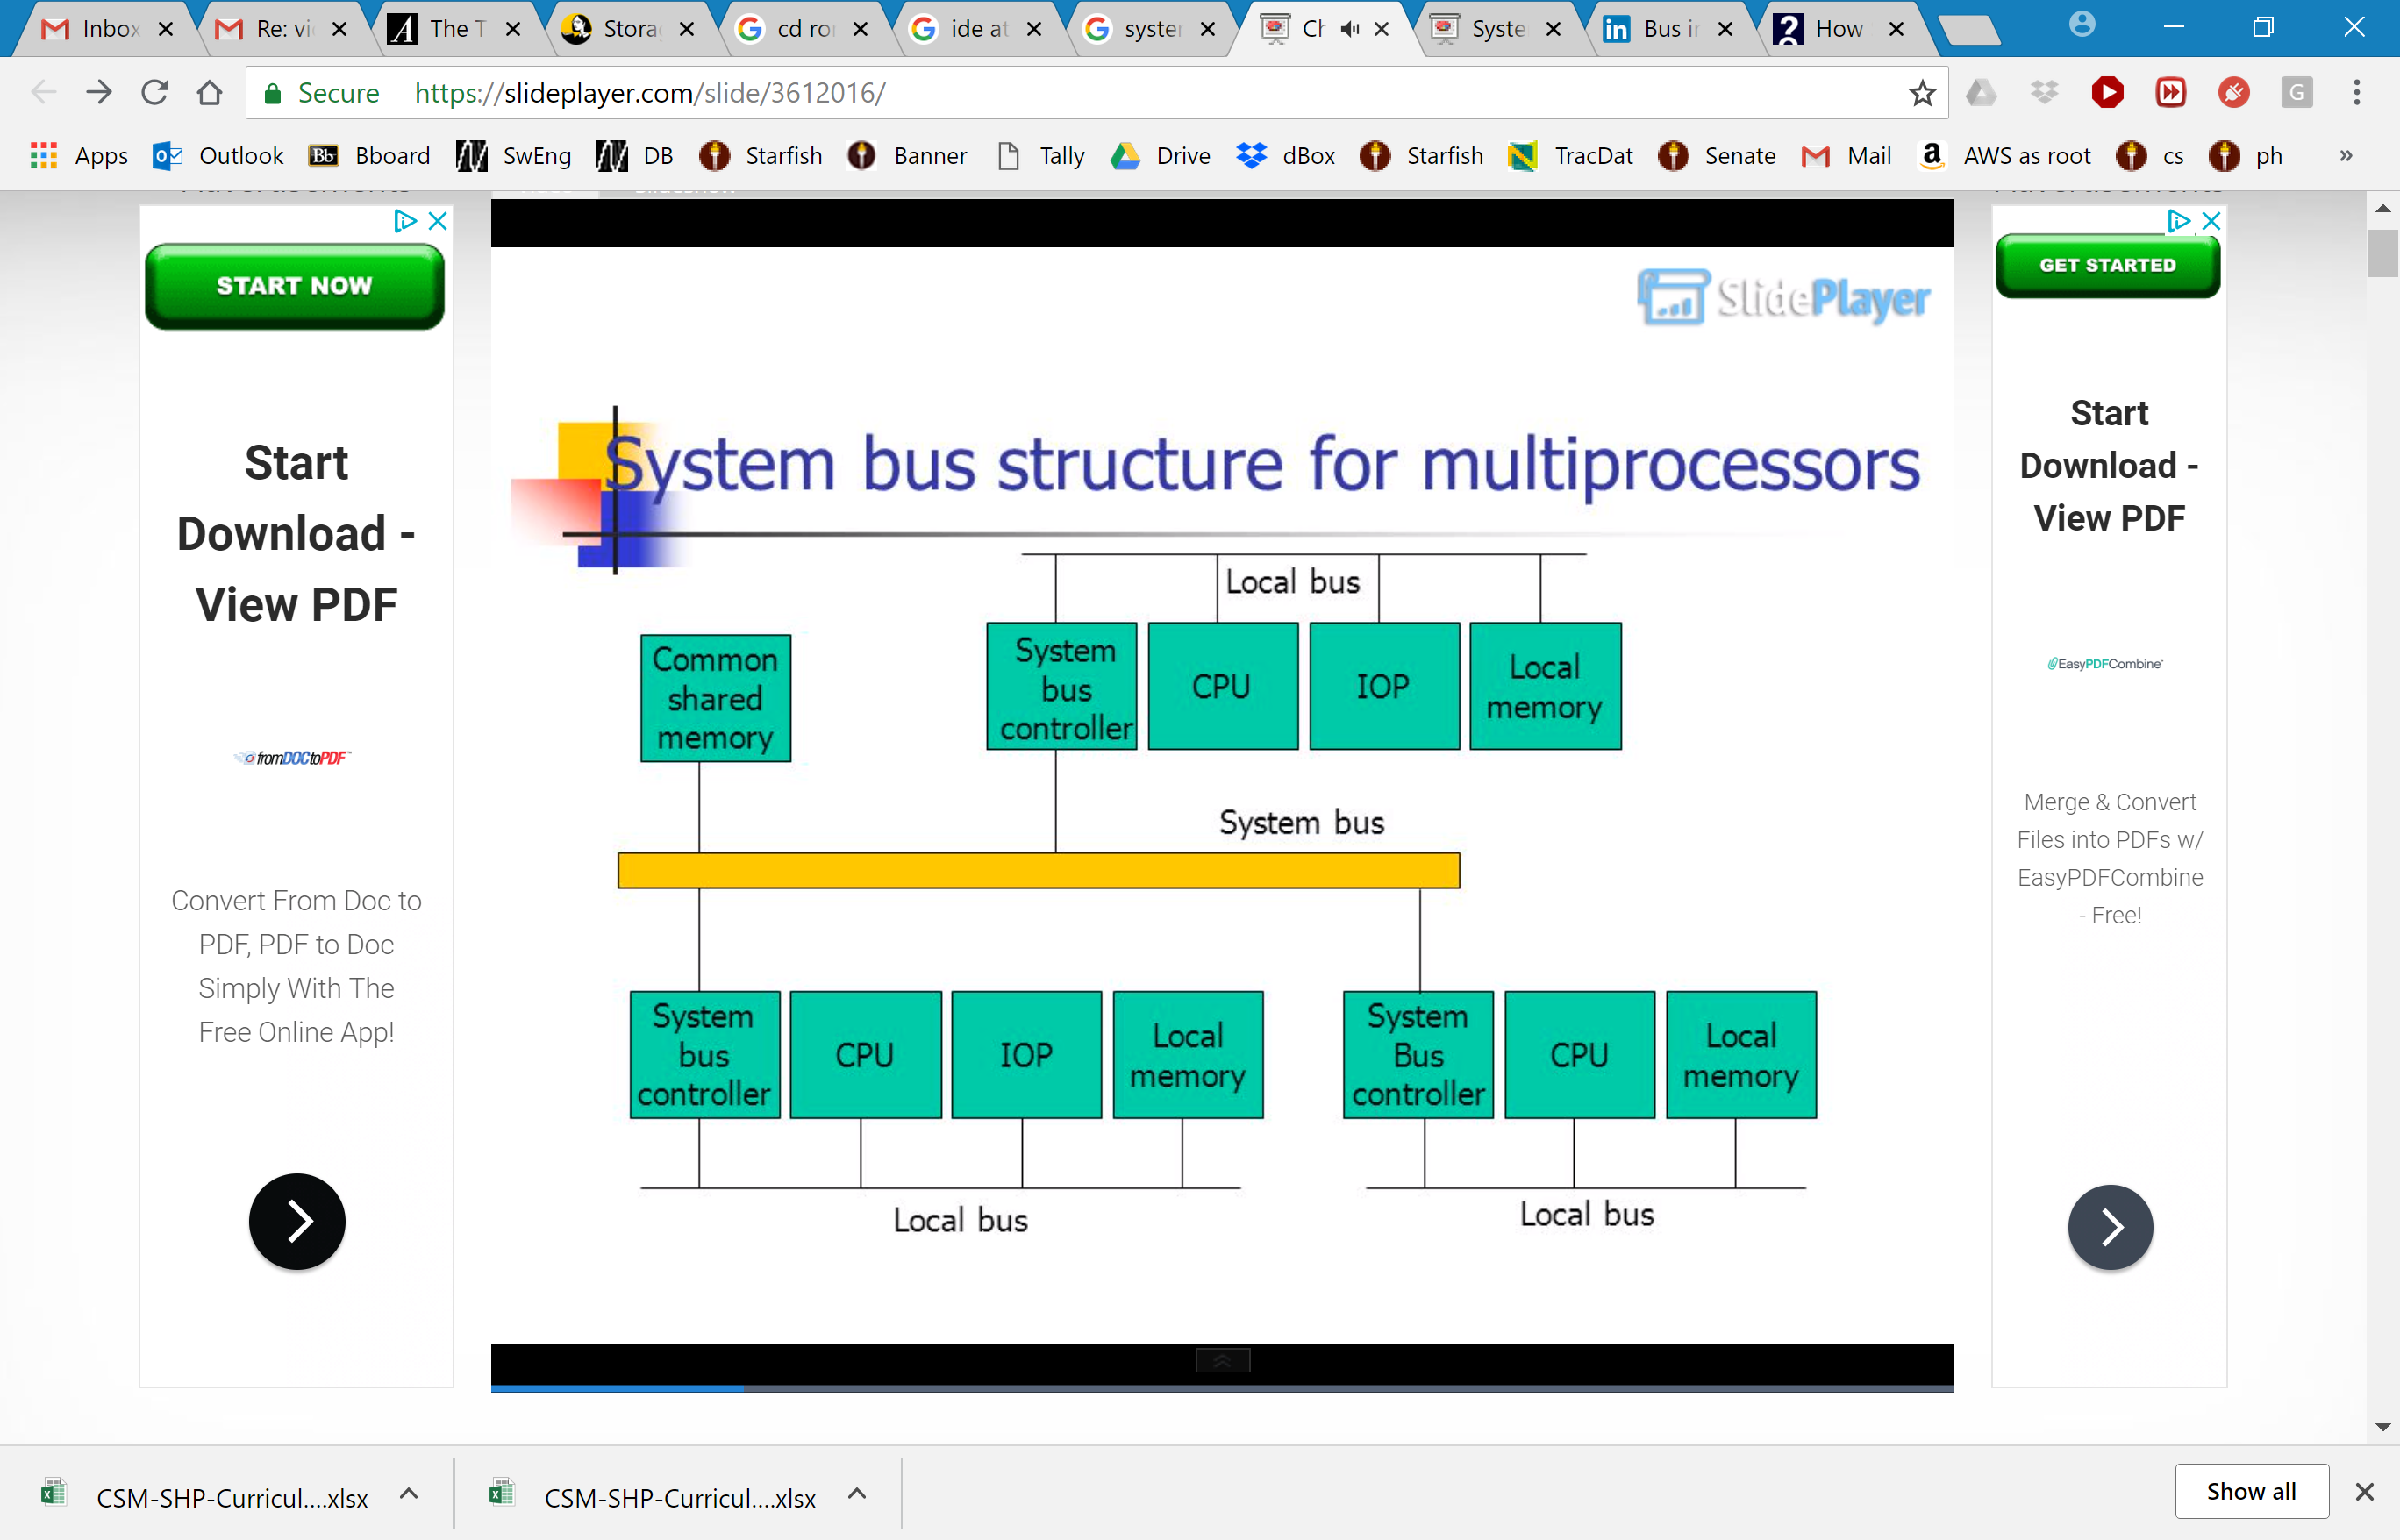 Inbox
Re: vi
The T
Stora
cd ro
ide at
syste
Ch
Syste
Bus i
How
Secure
https://slideplayer.com/slide/3612016/
G
Apps
Outlook
Bb
Bboard
SwEng
DB
Starfish
Banner
Tally
Drive
dBox
Starfish
TracDat
Senate
Mail
AWS as root
cs
ph
»
START NOW
Start
Download -
View PDF
fromDOCtoPDF
Convert From Doc to
PDF, PDF to Doc
Simply With The
Free Online App!
SlidePlayer
System bus structure for multiprocessors
Local bus
Common
shared
memory
System
bus
controller
CPU
IOP
Local
memory
System bus
System
bus
controller
CPU
IOP
Local
memory
System
Bus
controller
CPU
Local
memory
Local bus
Local bus
GET STARTED
Start
Download -
View PDF
EasyPDFCombine
Merge & Convert
Files into PDFs w/
EasyPDFCombine
- Free!
CSM-SHP-Curricul....xlsx
CSM-SHP-Curricul....xlsx
Show all